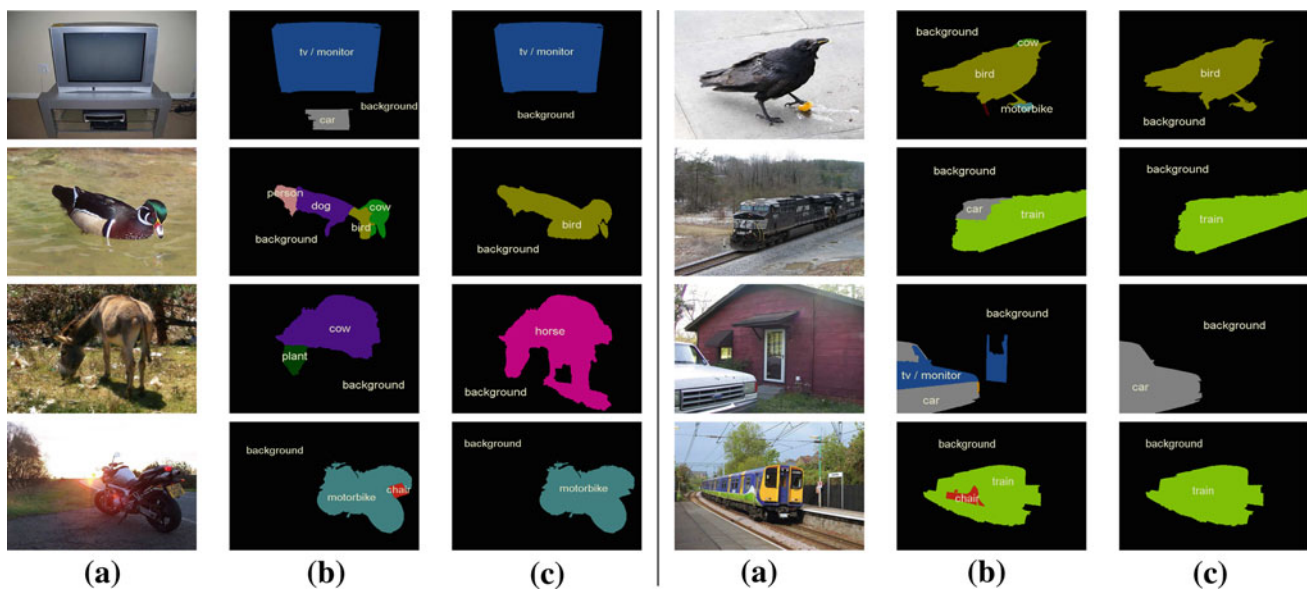 tv / monitor
background
car
tv / monitor
background
background
cow
bird
motorbike
bird
background
person
dog
cow
bird
background
bird
background
background
car
train
background
train
cow
plant
background
horse
background
background
tv / monitor
car
background
car
background
motorbike
chair
background
motorbike
background
train
chair
background
train
(a) (b) (c) (a) (b) (c)